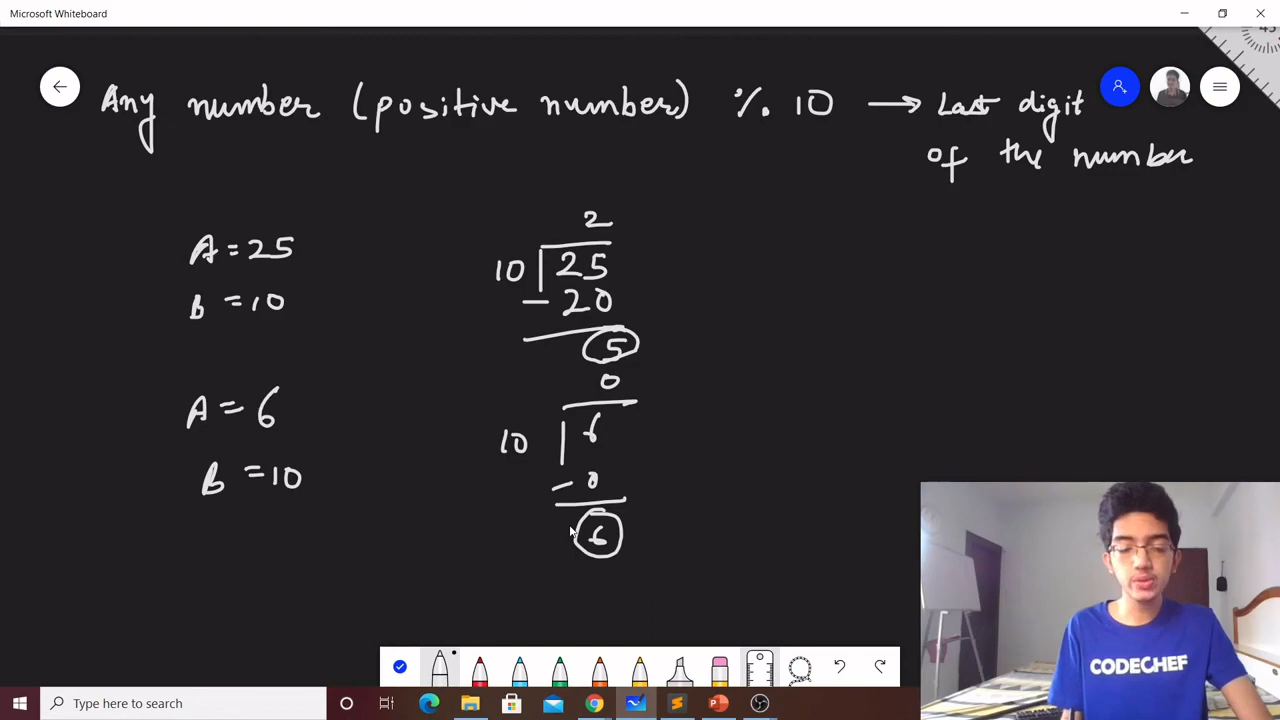 Microsoft Whiteboard
45
Any number (positive number) % 10 → Last digit
of the number
A = 25
B = 10
2
10 25
- 20
5
A = 6
B = 10
0
10 6
- 0
6
CODECHEF
Type here to search